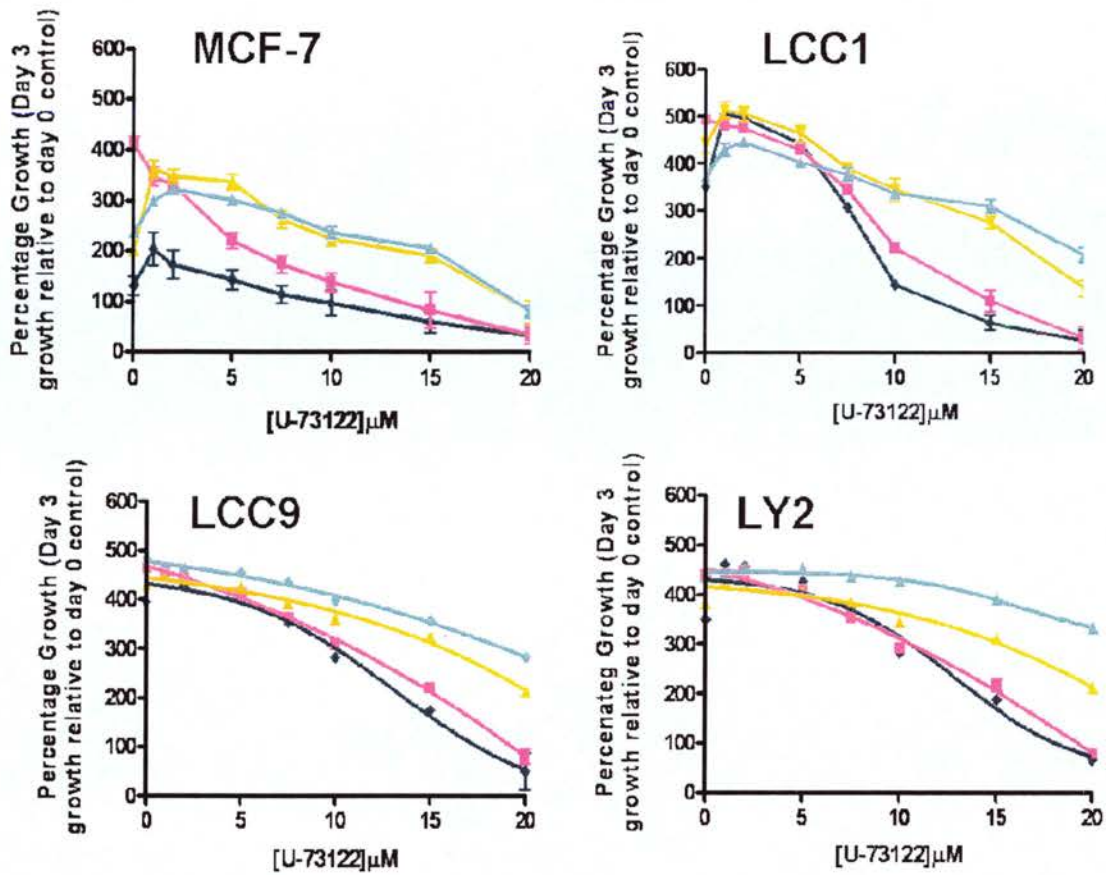 MCF-7
Percentage Growth (Day 3
growth relative to day 0 control)
600
500
400
300
200
100
0
0 5 10 15 20
[U-73122]µM
LCC1
Percentage Growth (Day 3
growth relative to day 0 control)
600
500
400
300
200
100
0
0 5 10 15 20
[U-73122]µM
LCC9
Percentage Growth (Day 3
growth relative to day 0 control)
600
500
400
300
200
100
0
0 5 10 15 20
[U-73122]µM
LY2
Percenateg Growth (Day 3
growth relative to day 0 control)
600
500
400
300
200
100
0
0 5 10 15 20
[U-73122]µM